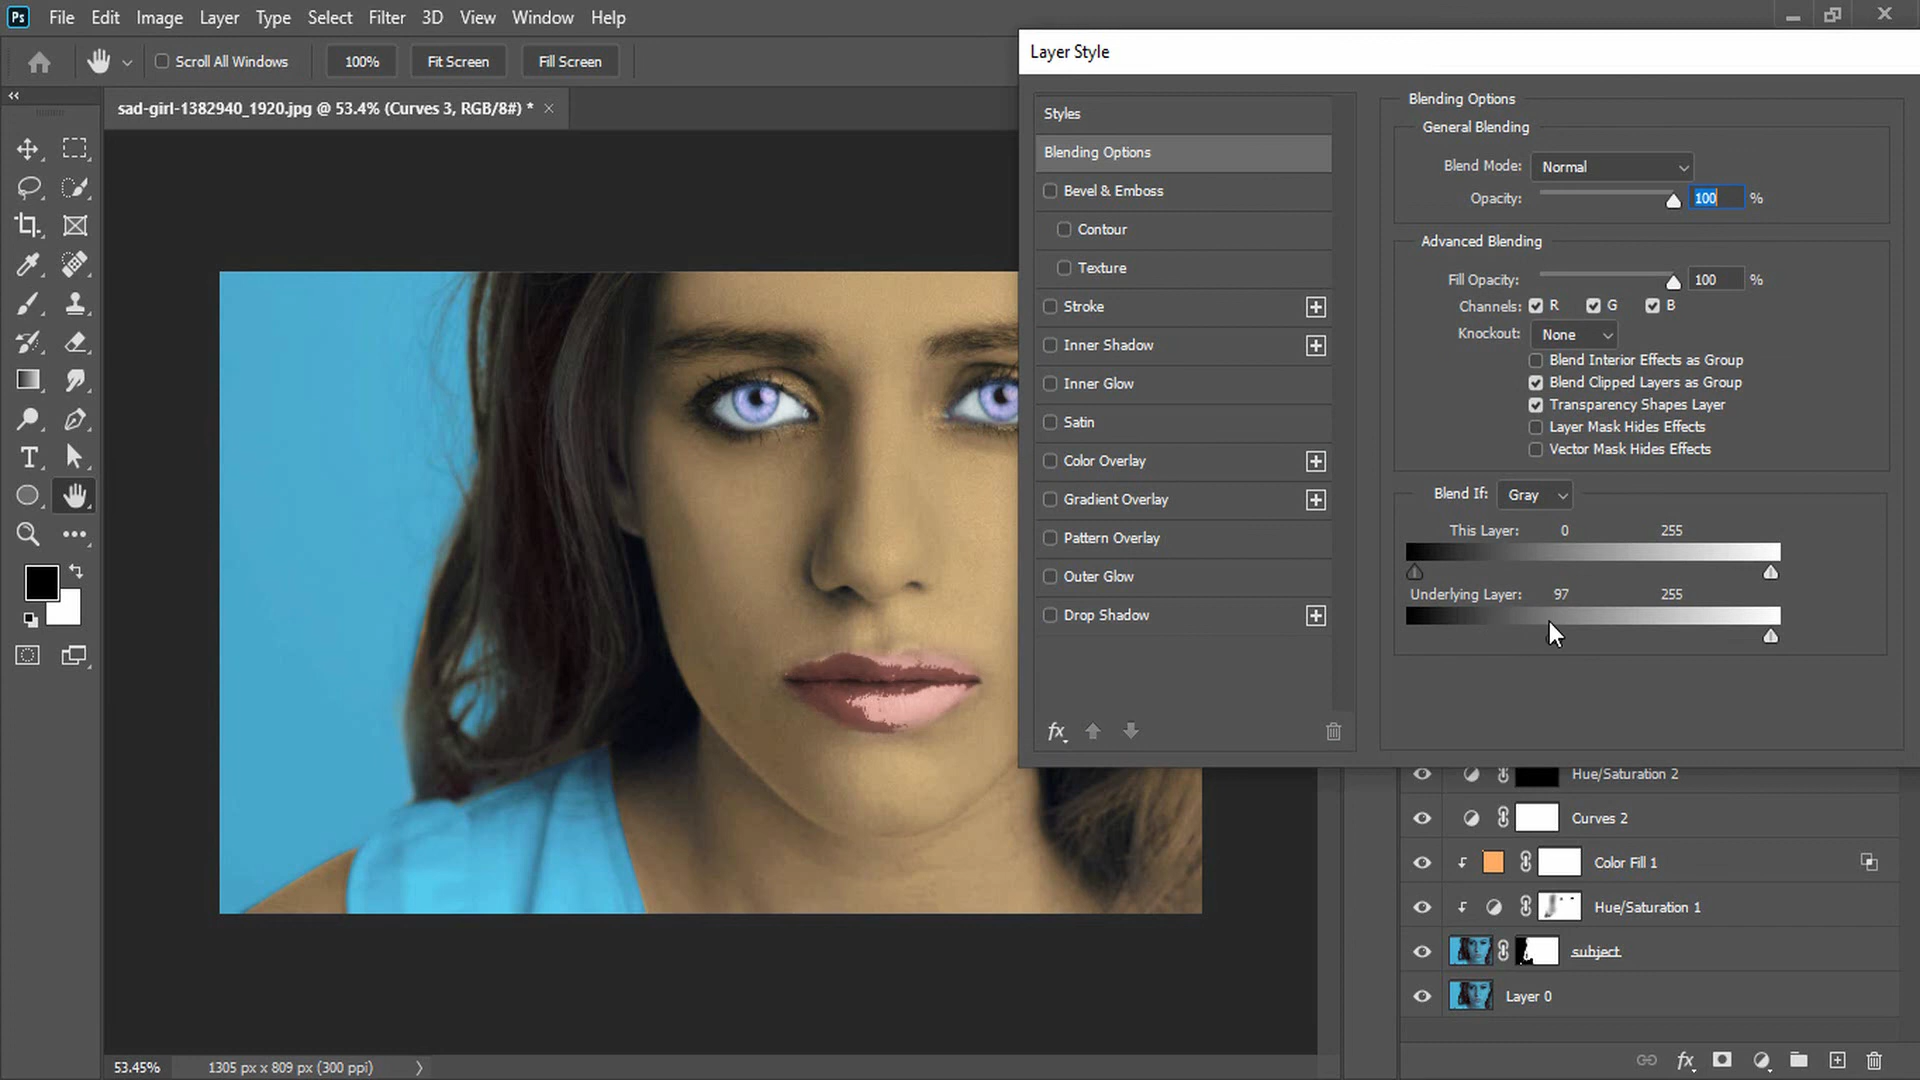 Ps File Edit Image Layer Type Select Filter 3D View Window Help
Scroll All Windows 100% Fit Screen Fill Screen
sad-girl-1382940_1920.jpg @ 53.4% (Curves 3, RGB/8#) * ×
Layer Style
Styles
Blending Options
Bevel & Emboss
Contour
Texture
Stroke
Inner Shadow
Inner Glow
Satin
Color Overlay
Gradient Overlay
Pattern Overlay
Outer Glow
Drop Shadow
fx
Blending Options
General Blending
Blend Mode: Normal
Opacity: 100 %
Advanced Blending
Fill Opacity: 100 %
Channels: R G B
Knockout: None
Blend Interior Effects as Group
Blend Clipped Layers as Group
Transparency Shapes Layer
Layer Mask Hides Effects
Vector Mask Hides Effects
Blend If: Gray
This Layer: 0 255
Underlying Layer: 97 255
Hue/Saturation 2
Curves 2
Color Fill 1
Hue/Saturation 1
subject
Layer 0
fx
53.45% 1305 px x 809 px (300 ppi)